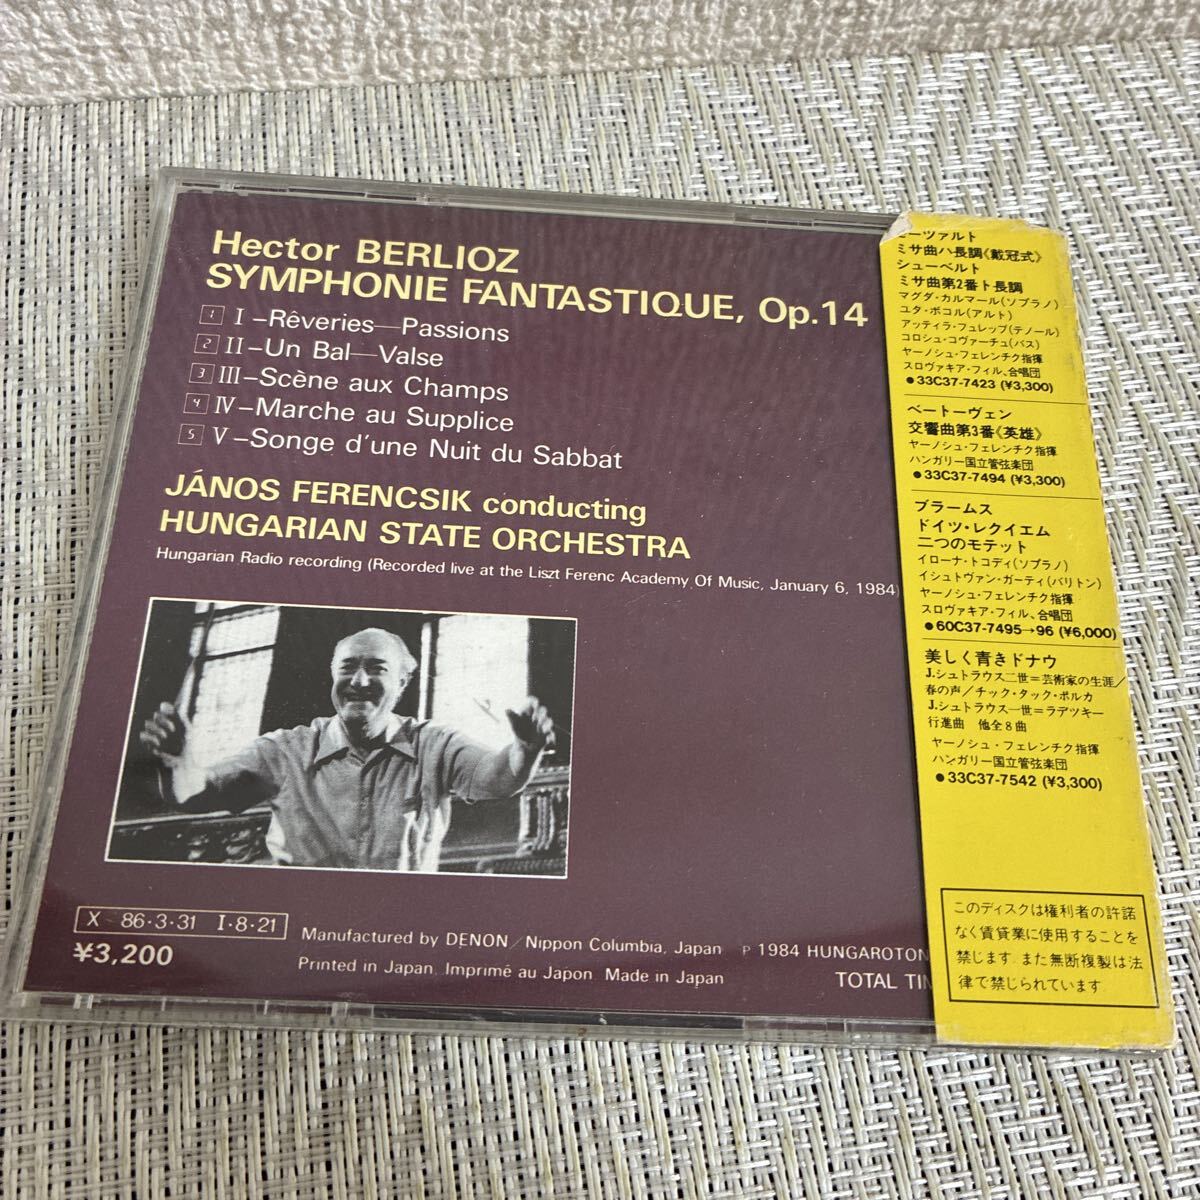 Hector BERLIOZ
SYMPHONIE FANTASTIQUE, Op.14
1 I–Rêveries—Passions
2 II–Un Bal—Valse
3 III–Scène aux Champs
4 IV–Marche au Supplice
5 V–Songe d'une Nuit du Sabbat
JÁNOS FERENCSIK conducting
HUNGARIAN STATE ORCHESTRA
Hungarian Radio recording (Recorded live at the Liszt Ferenc Academy Of Music, January 6, 1984)
X–86·3·31 I·8·21
¥3,200
Manufactured by DENON/Nippon Columbia, Japan ℗ 1984 HUNGAROTON
Printed in Japan. Imprimé au Japon. Made in Japan
TOTAL
モーツァルト
ミサ曲ハ長調《戴冠式》
シューベルト
ミサ曲第2番ト長調
マグダ・カルマール(ソプラノ)
ユタ・ボコル(アルト)
アッティラ・フュレップ(テノール)
コロシュ・コヴァーチュ(バス)
ヤーノシュ・フェレンチク指揮
スロヴァキア・フィル、合唱団
●33C37-7423 (¥3,300)
ベートーヴェン
交響曲第3番《英雄》
ヤーノシュ・フェレンチク指揮
ハンガリー国立管弦楽団
●33C37-7494 (¥3,300)
ブラームス
ドイツ・レクイエム
二つのモテット
イローナ・トコディ(ソプラノ)
イシュトヴァン・ガーティ(バリトン)
ヤーノシュ・フェレンチク指揮
スロヴァキア・フィル、合唱団
●60C37-7495→96 (¥6,000)
美しく青きドナウ
J.シュトラウス二世=芸術家の生涯/
春の声/チック・タック・ポルカ
J.シュトラウス一世=ラデツキー
行進曲 他全8曲
ヤーノシュ・フェレンチク指揮
ハンガリー国立管弦楽団
●33C37-7542 (¥3,300)
このディスクは権利者の許諾
なく賃貸業に使用することを
禁じます。また無断複製は法
律で禁じられています。